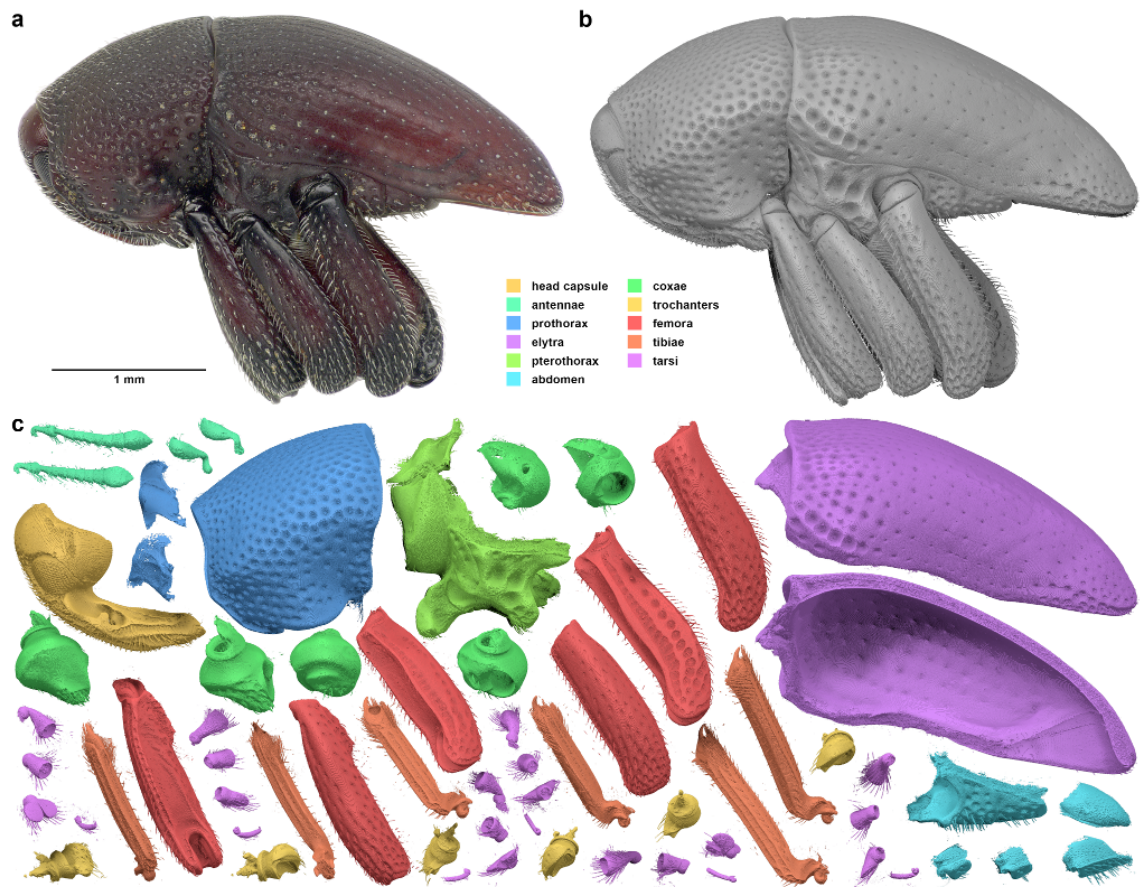 a
b
head capsule
antennae
prothorax
elytra
pterothorax
abdomen
coxae
trochanters
femora
tibiae
tarsi
1 mm
c